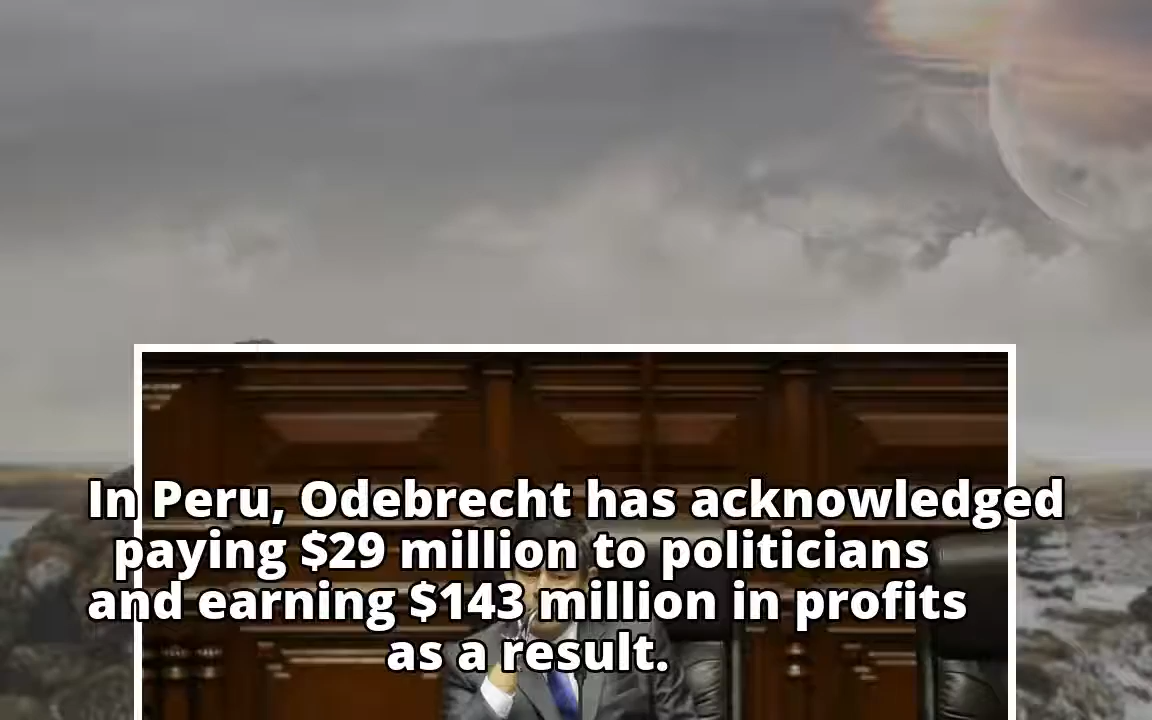 In Peru, Odebrecht has acknowledged
paying $29 million to politicians
and earning $143 million in profits
as a result.